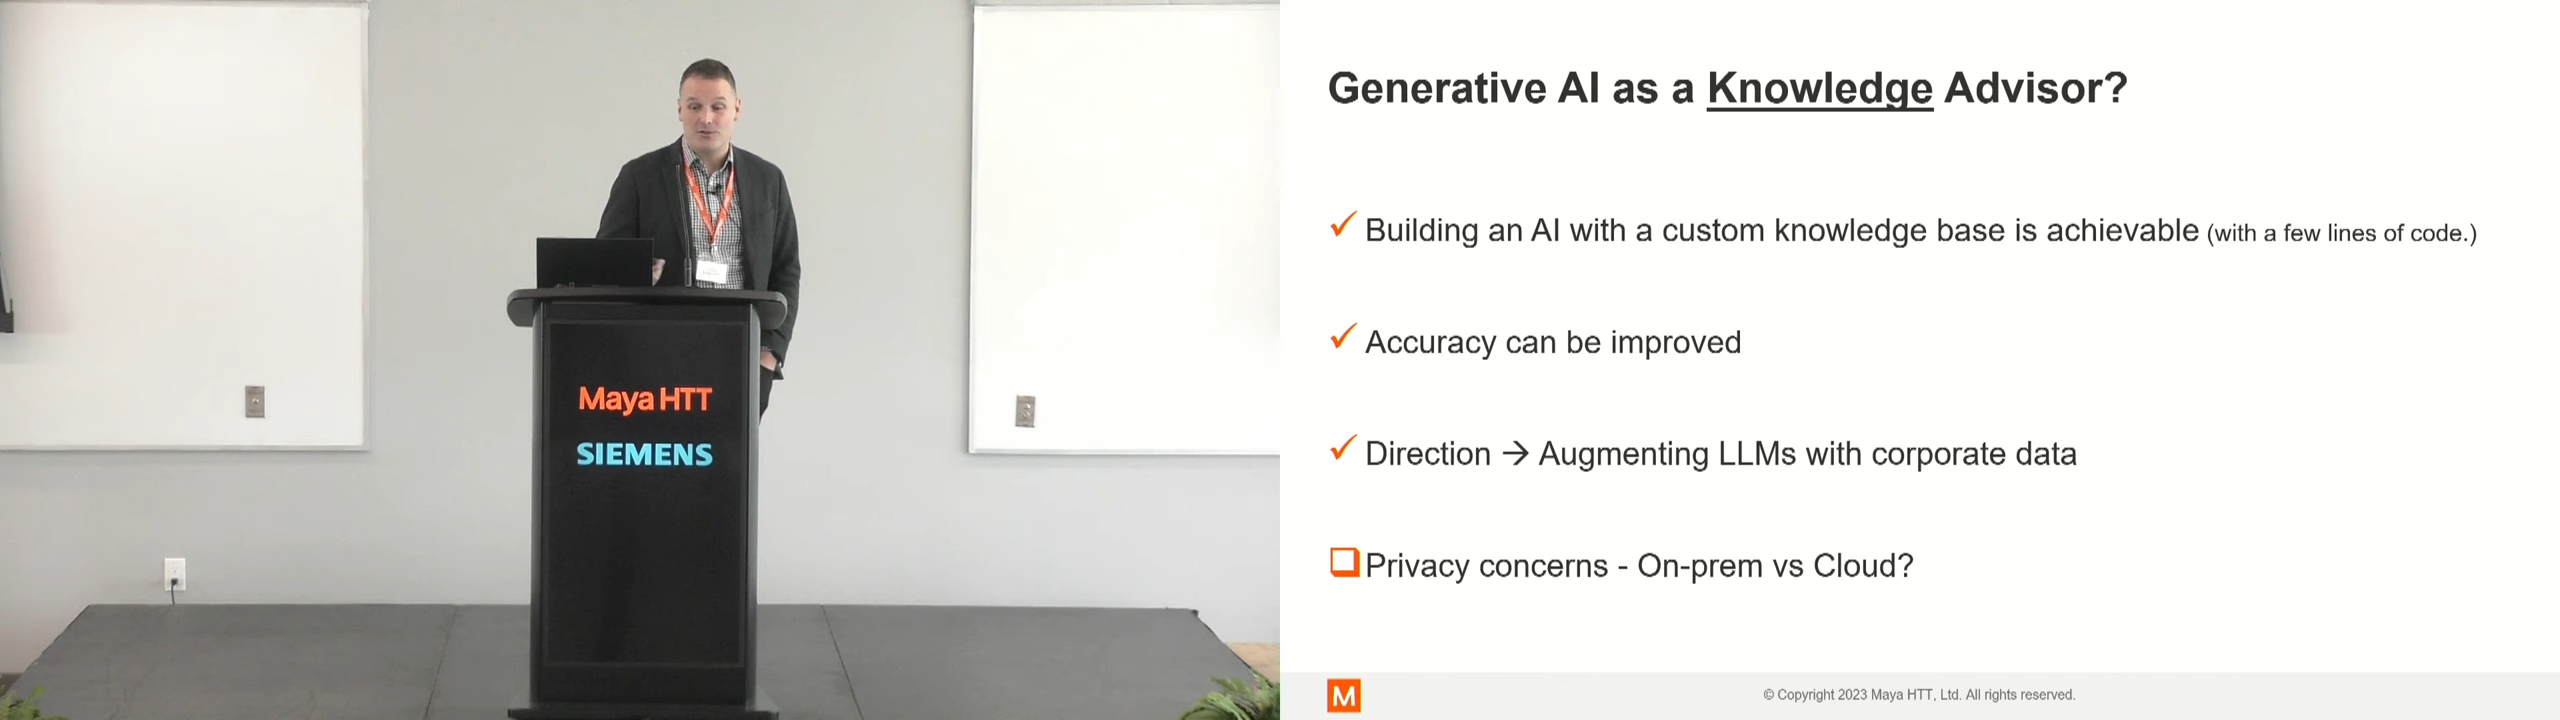 Maya HTT
SIEMENS
Generative AI as a Knowledge Advisor?
Building an AI with a custom knowledge base is achievable (with a few lines of code.)
Accuracy can be improved
Direction → Augmenting LLMs with corporate data
Privacy concerns - On-prem vs Cloud?
M
© Copyright 2023 Maya HTT, Ltd. All rights reserved.